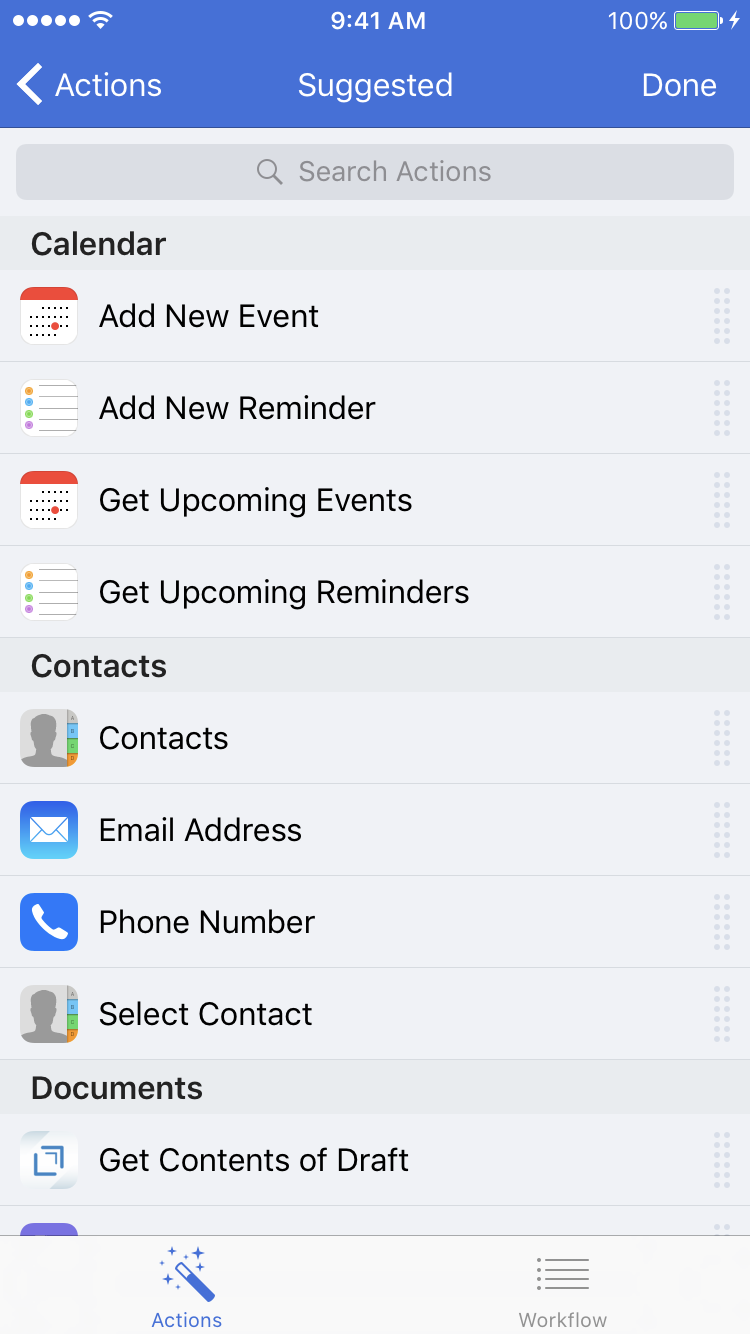 9:41 AM
100%
Actions
Suggested
Done
Search Actions
Calendar
Add New Event
Add New Reminder
Get Upcoming Events
Get Upcoming Reminders
Contacts
Contacts
Email Address
Phone Number
Select Contact
Documents
Get Contents of Draft
Actions
Workflow